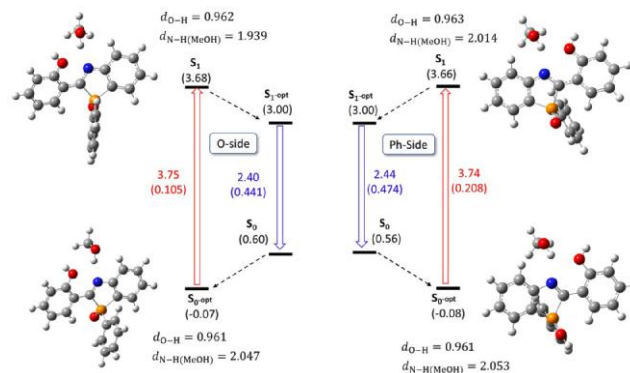 d_O−H = 0.962
d_N−H(MeOH) = 1.939
S₁
(3.68)
S₁-opt
(3.00)
O-side
3.75
(0.105)
2.40
(0.441)
S₀
(0.60)
S₀-opt
(-0.07)
d_O−H = 0.961
d_N−H(MeOH) = 2.047
d_O−H = 0.963
d_N−H(MeOH) = 2.014
S₁
(3.66)
S₁-opt
(3.00)
Ph-Side
2.44
(0.474)
3.74
(0.208)
S₀
(0.56)
S₀-opt
(-0.08)
d_O−H = 0.961
d_N−H(MeOH) = 2.053